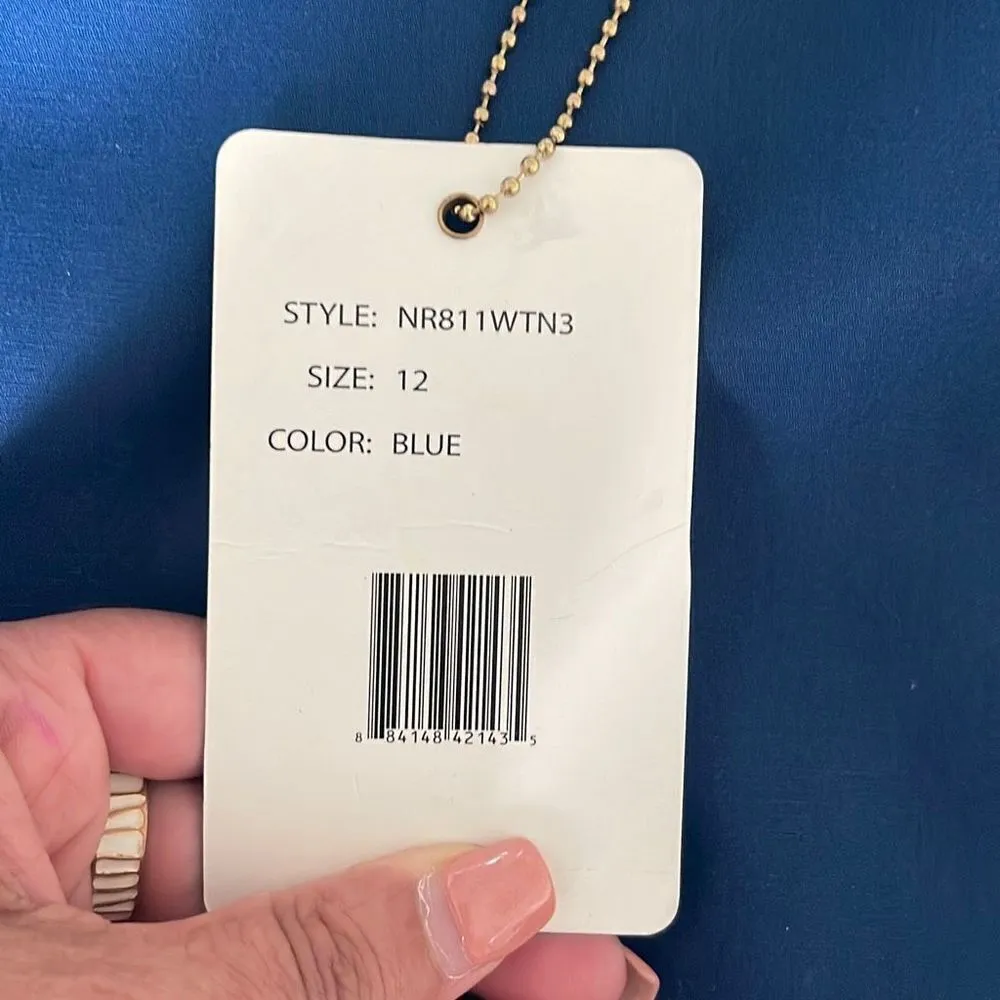 STYLE: NR811WTN3
SIZE: 12
COLOR: BLUE
8 84148 42143 5